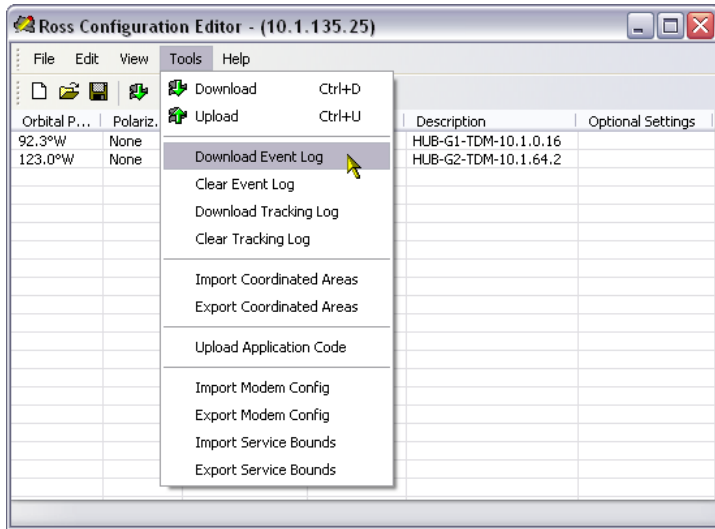 Ross Configuration Editor - (10.1.135.25)
File Edit View Tools Help
Download Ctrl+D
Upload Ctrl+U
Download Event Log
Clear Event Log
Download Tracking Log
Clear Tracking Log
Import Coordinated Areas
Export Coordinated Areas
Upload Application Code
Import Modem Config
Export Modem Config
Import Service Bounds
Export Service Bounds
Orbital P... Polariz. Description Optional Settings
92.3°W None HUB-G1-TDM-10.1.0.16
123.0°W None HUB-G2-TDM-10.1.64.2